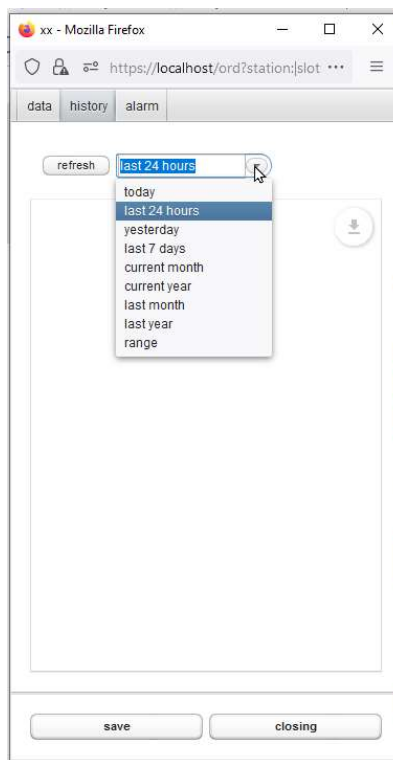 xx - Mozilla Firefox
https://localhost/ord?station:|slot ...
data history alarm
refresh last 24 hours
today
last 24 hours
yesterday
last 7 days
current month
current year
last month
last year
range
save closing